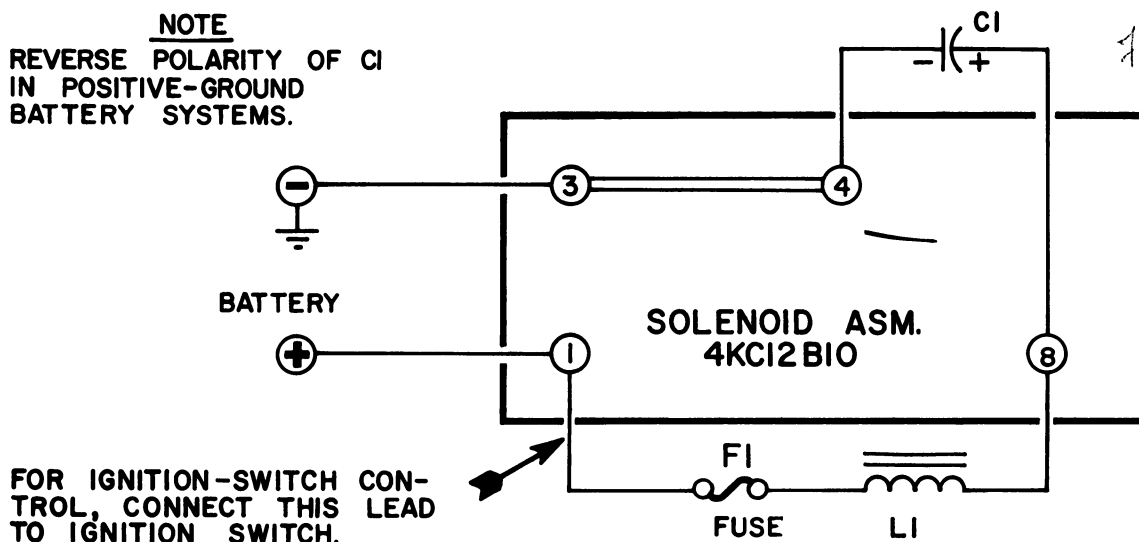 NOTE
REVERSE POLARITY OF C1
IN POSITIVE-GROUND
BATTERY SYSTEMS.
C1
- +
-
3
4
BATTERY
+
1
SOLENOID ASM.
4KC12B10
8
FOR IGNITION-SWITCH CON-
TROL, CONNECT THIS LEAD
TO IGNITION SWITCH.
F1
FUSE
L1